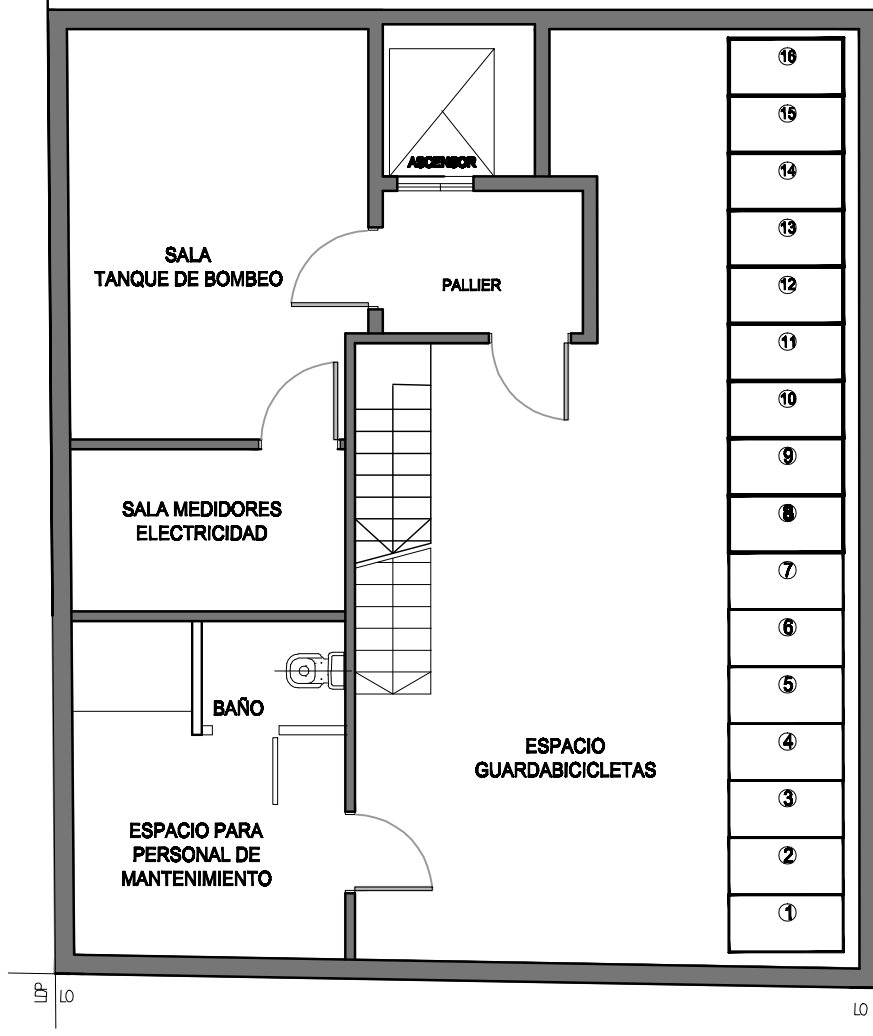 16
15
ASCENSOR
14
13
SALA
TANQUE DE BOMBEO
PALLIER
12
11
10
9
SALA MEDIDORES
ELECTRICIDAD
8
7
6
5
BAÑO
4
ESPACIO
GUARDABICICLETAS
3
ESPACIO PARA
PERSONAL DE
MANTENIMIENTO
2
1
LDP
LO
LO